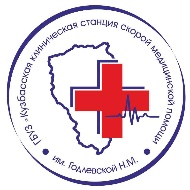 ГБУЗ «Кузбасская клиническая станция скорой медицинской помощи
им. Годлевской Н.М.